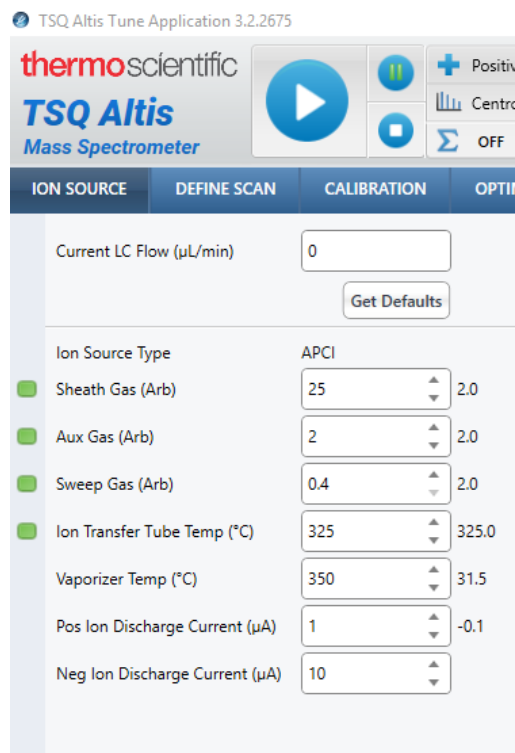 TSQ Altis Tune Application 3.2.2675
thermoscientific
TSQ Altis
Mass Spectrometer
Positiv
Centro
OFF
ION SOURCE DEFINE SCAN CALIBRATION OPTI
Current LC Flow (µL/min) 0
Get Defaults
Ion Source Type APCI
Sheath Gas (Arb) 25 2.0
Aux Gas (Arb) 2 2.0
Sweep Gas (Arb) 0.4 2.0
Ion Transfer Tube Temp (°C) 325 325.0
Vaporizer Temp (°C) 350 31.5
Pos Ion Discharge Current (µA) 1 -0.1
Neg Ion Discharge Current (µA) 10